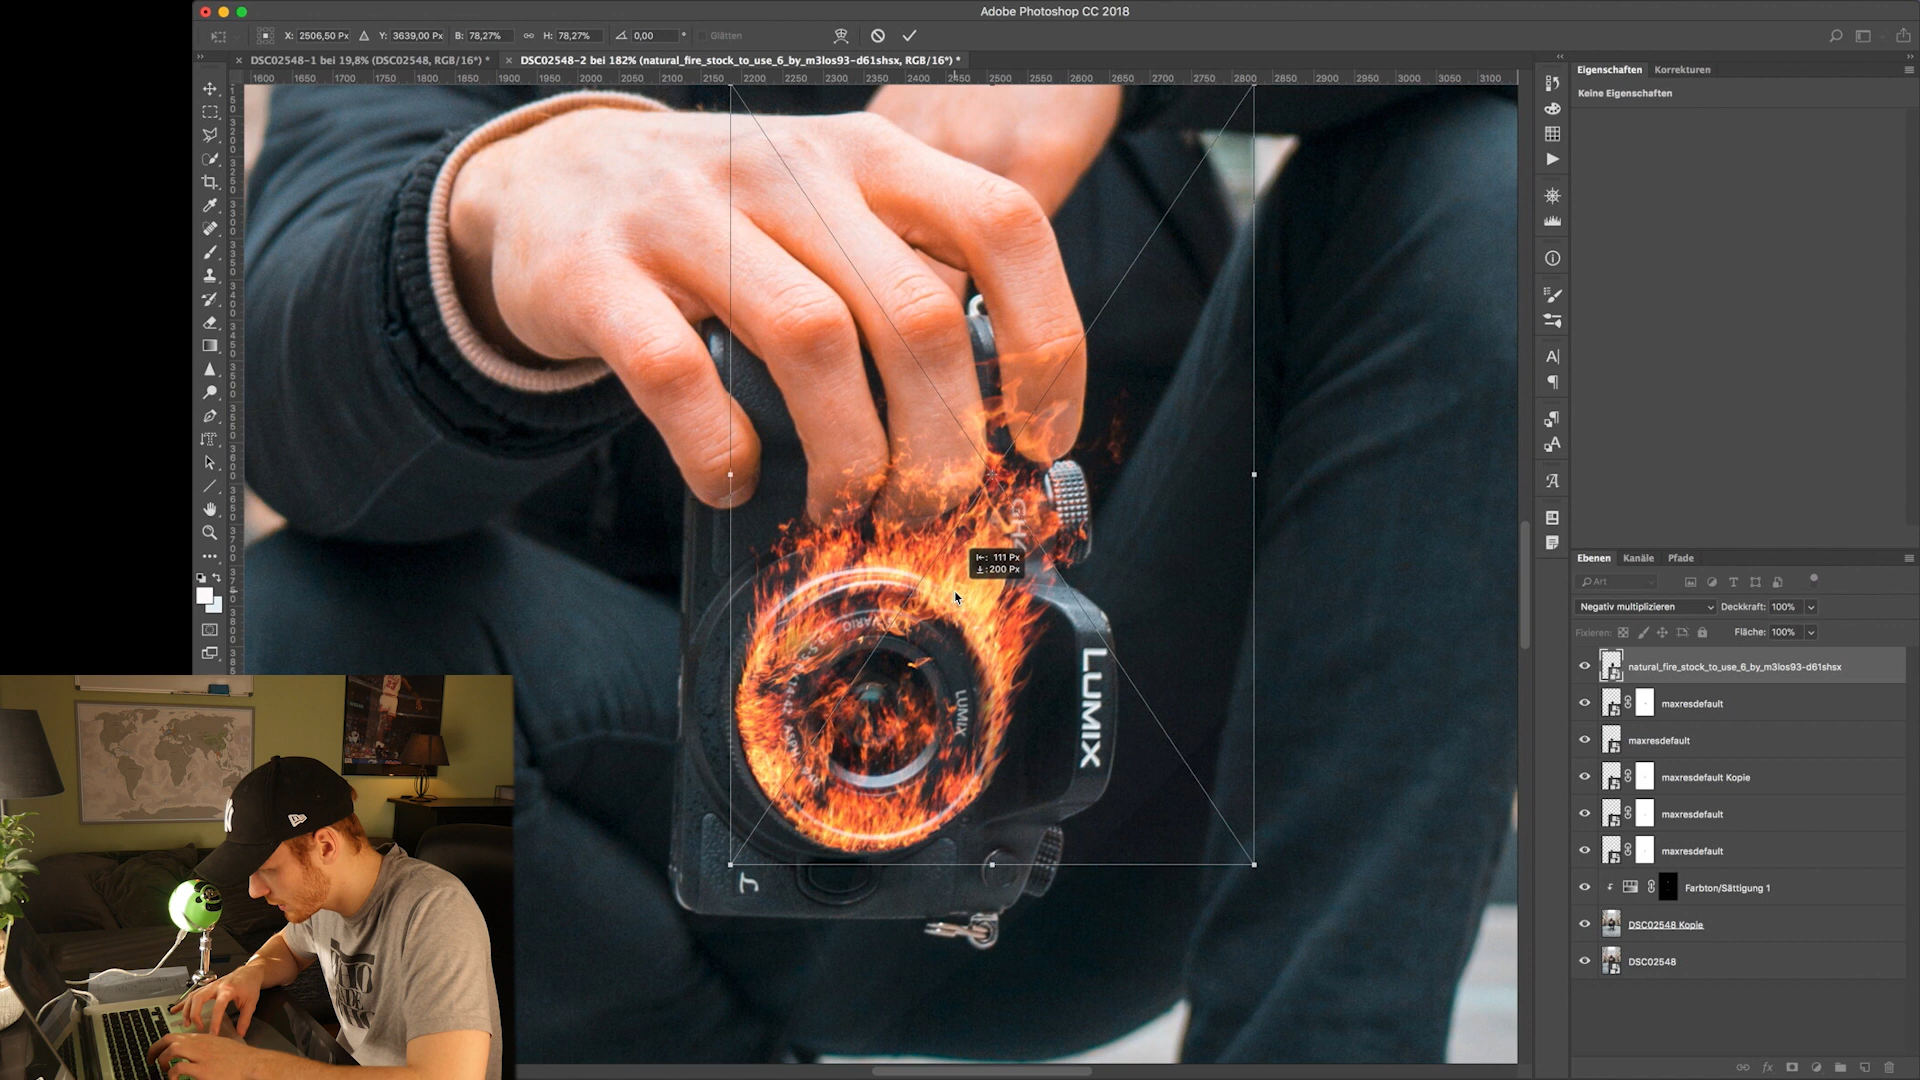 Adobe Photoshop CC 2018
X: 2506,50 Px Y: 3639,00 Px B: 78,27% H: 78,27% 0,00 ° Glätten
DSC02548-1 bei 19,8% (DSC02548, RGB/16*) *
DSC02548-2 bei 182% (natural_fire_stock_to_use_6_by_m3los93-d61shsx, RGB/16*) *
1600 1650 1700 1750 1800 1850 1900 1950 2000 2050 2100 2150 2200 2250 2300 2350 2400 2450 2500 2550 2600 2650 2700 2750 2800 2850 2900 2950 3000 3050 3100
Eigenschaften Korrekturen
Keine Eigenschaften
111 Px
200 Px
LUMIX
LUMIX
Ebenen Kanäle Pfade
Art
Negativ multiplizieren Deckkraft: 100%
Fixieren: Fläche: 100%
natural_fire_stock_to_use_6_by_m3los93-d61shsx
maxresdefault
maxresdefault
maxresdefault Kopie
maxresdefault
maxresdefault
Farbton/Sättigung 1
DSC02548 Kopie
DSC02548